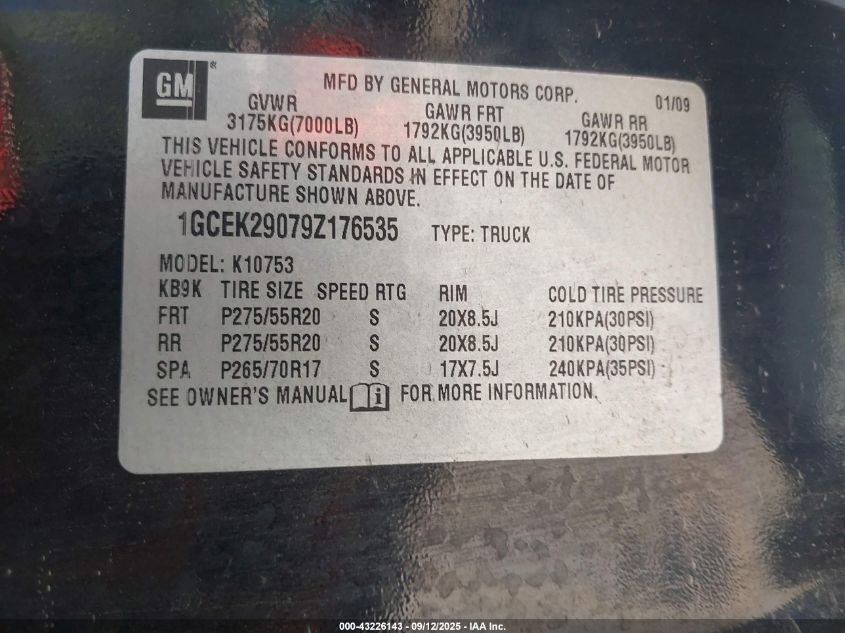 GM®
MFD BY GENERAL MOTORS CORP. 01/09
GVWR GAWR FRT GAWR RR
3175KG(7000LB) 1792KG(3950LB) 1792KG(3950LB)
THIS VEHICLE CONFORMS TO ALL APPLICABLE U.S. FEDERAL MOTOR
VEHICLE SAFETY STANDARDS IN EFFECT ON THE DATE OF
MANUFACTURE SHOWN ABOVE.
1GCEK29079Z176535 TYPE: TRUCK
MODEL: K10753
KB9K TIRE SIZE SPEED RTG RIM COLD TIRE PRESSURE
FRT P275/55R20 S 20X8.5J 210KPA(30PSI)
RR P275/55R20 S 20X8.5J 210KPA(30PSI)
SPA P265/70R17 S 17X7.5J 240KPA(35PSI)
SEE OWNER'S MANUAL i FOR MORE INFORMATION.
000-43226143 - 09/12/2025 - IAA Inc.